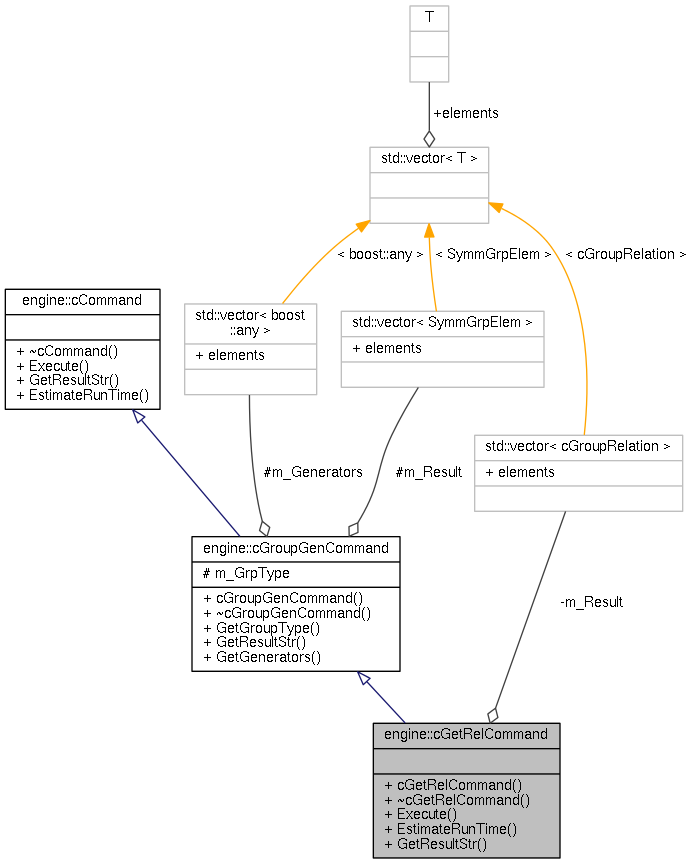 T
+elements
std::vector< T >
< boost::any >
< SymmGrpElem >
< cGroupRelation >
engine::cCommand
+ ~cCommand()
+ Execute()
+ GetResultStr()
+ EstimateRunTime()
std::vector< boost
::any >
+ elements
std::vector< SymmGrpElem >
+ elements
std::vector< cGroupRelation >
+ elements
#m_Generators
#m_Result
engine::cGroupGenCommand
# m_GrpType
+ cGroupGenCommand()
+ ~cGroupGenCommand()
+ GetGroupType()
+ GetResultStr()
+ GetGenerators()
-m_Result
engine::cGetRelCommand
+ cGetRelCommand()
+ ~cGetRelCommand()
+ Execute()
+ EstimateRunTime()
+ GetResultStr()